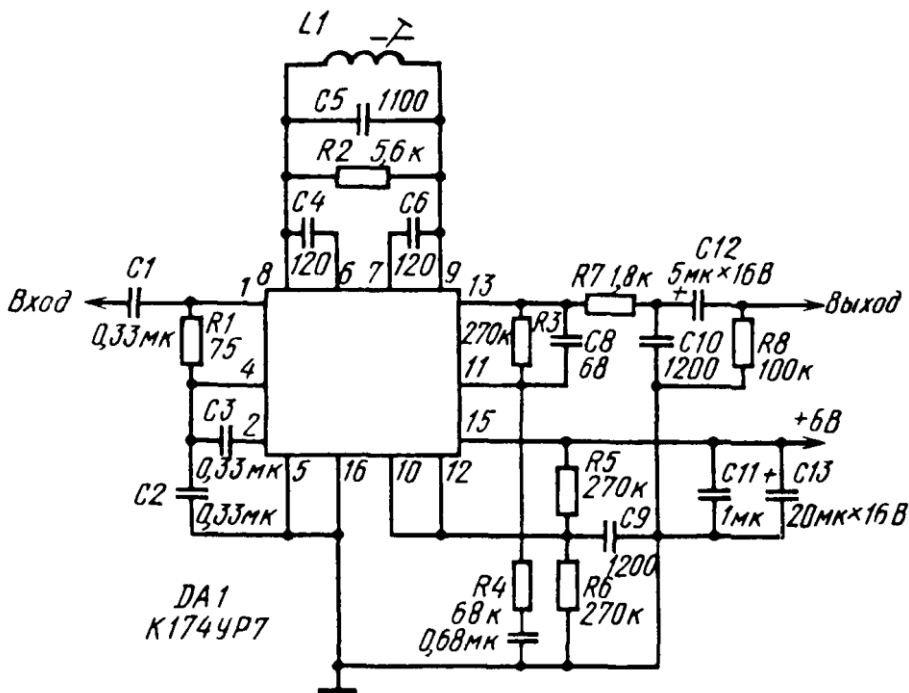 L1
C5 1100
R2 5,6к
C4 C6
120 120
8 6 7 9
Вход
C1
0,33мк
1
R1
75
4
C3
2
0,33мк
C2
0,33мк
5 16 10 12
13
R3
270к
C8
68
11
R7 1,8к
C12
5мк×16В
+
Выход
C10
1200
R8
100к
15
+6В
R5
270к
C9
1200
C11
1мк
+
C13
20мк×16В
R4
68к
0,68мк
R6
270к
DA1
К174УР7